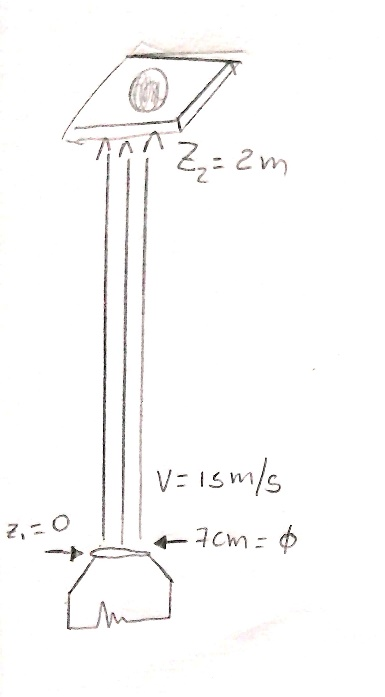 Z₂ = 2m
V = 15m/s
z₁ = 0
7cm = ϕ